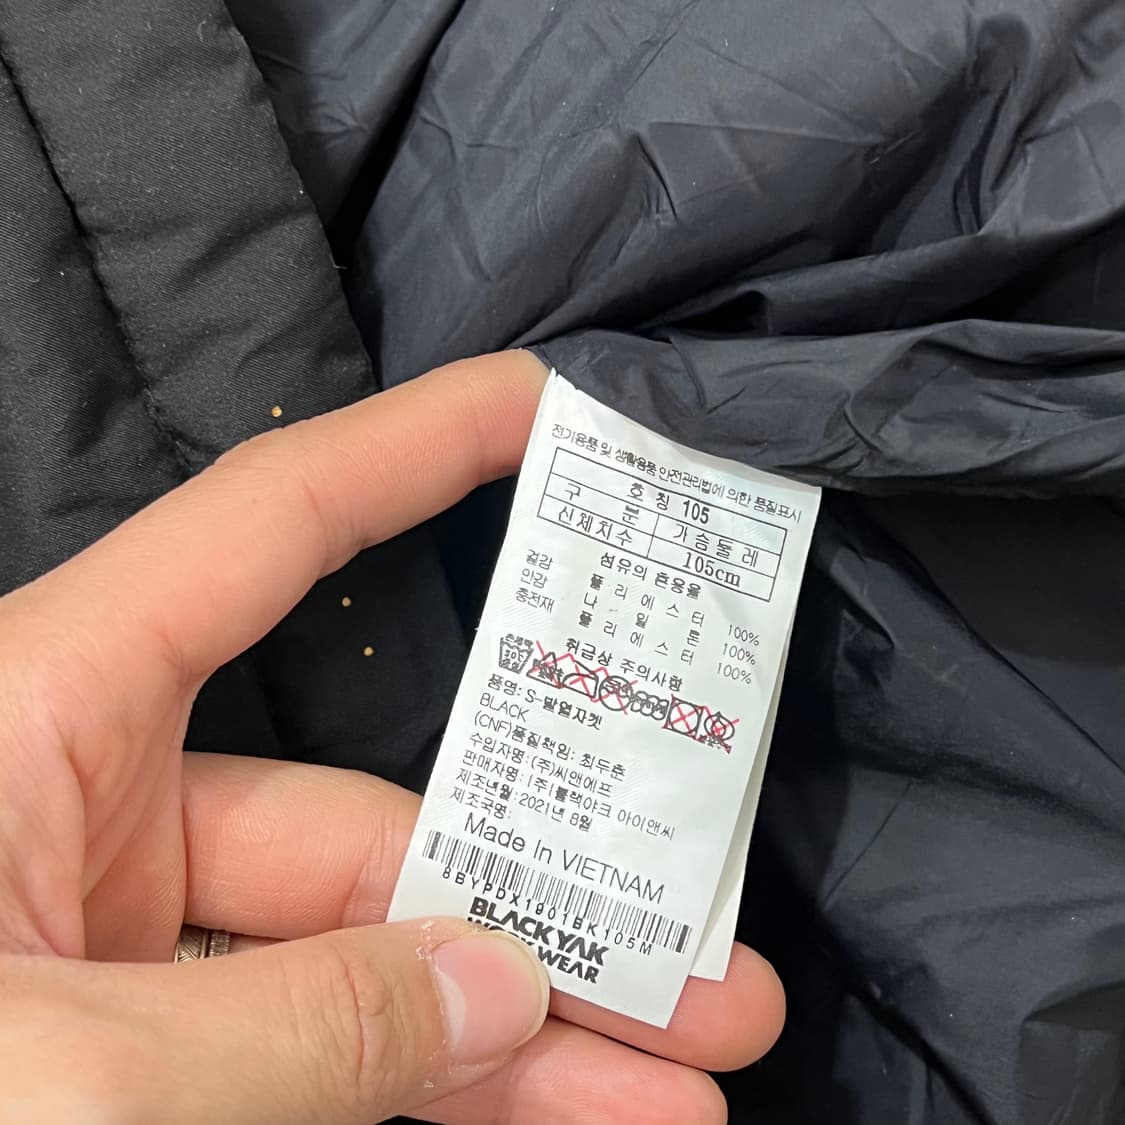 전기용품 및 생활용품 안전관리법에 의한 품질표시
호 칭 105
구 분 가 슴 둘 레
신체치수 105cm
섬유의 혼용율
겉감 폴 리 에 스 터 100%
안감 나 일 론 100%
충전재 폴 리 에 스 터 100%
취급상 주의사항
품명: S-발열자켓
BLACK
(CNF)품질책임: 최두춘
수입자명: (주)씨앤에프
판매자명: (주)블랙야크 아이앤씨
제조년월: 2021년 8월
제조국명:
Made In VIETNAM
8BYPDX1901BK105M
BLACKYAK
WEAR